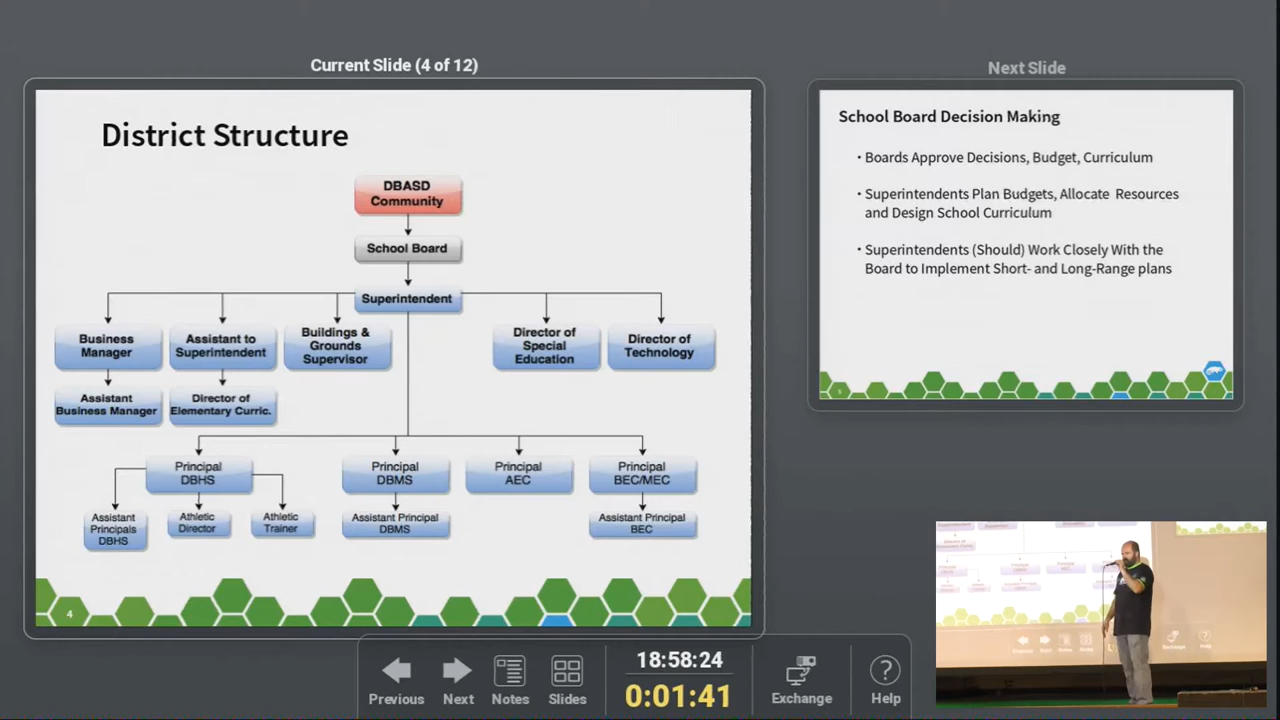 Current Slide (4 of 12)
District Structure
DBASD
Community
School Board
Superintendent
Business
Manager
Assistant to
Superintendent
Buildings &
Grounds
Supervisor
Director of
Special
Education
Director of
Technology
Assistant
Business Manager
Director of
Elementary Curric.
Principal
DBHS
Principal
DBMS
Principal
AEC
Principal
BEC/MEC
Assistant
Principals
DBHS
Athletic
Director
Athletic
Trainer
Assistant Principal
DBMS
Assistant Principal
BEC
4
Next Slide
School Board Decision Making
• Boards Approve Decisions, Budget, Curriculum
• Superintendents Plan Budgets, Allocate Resources
and Design School Curriculum
• Superintendents (Should) Work Closely With the
Board to Implement Short- and Long-Range plans
5
Previous
Next
Notes
Slides
18:58:24
0:01:41
Exchange
Help